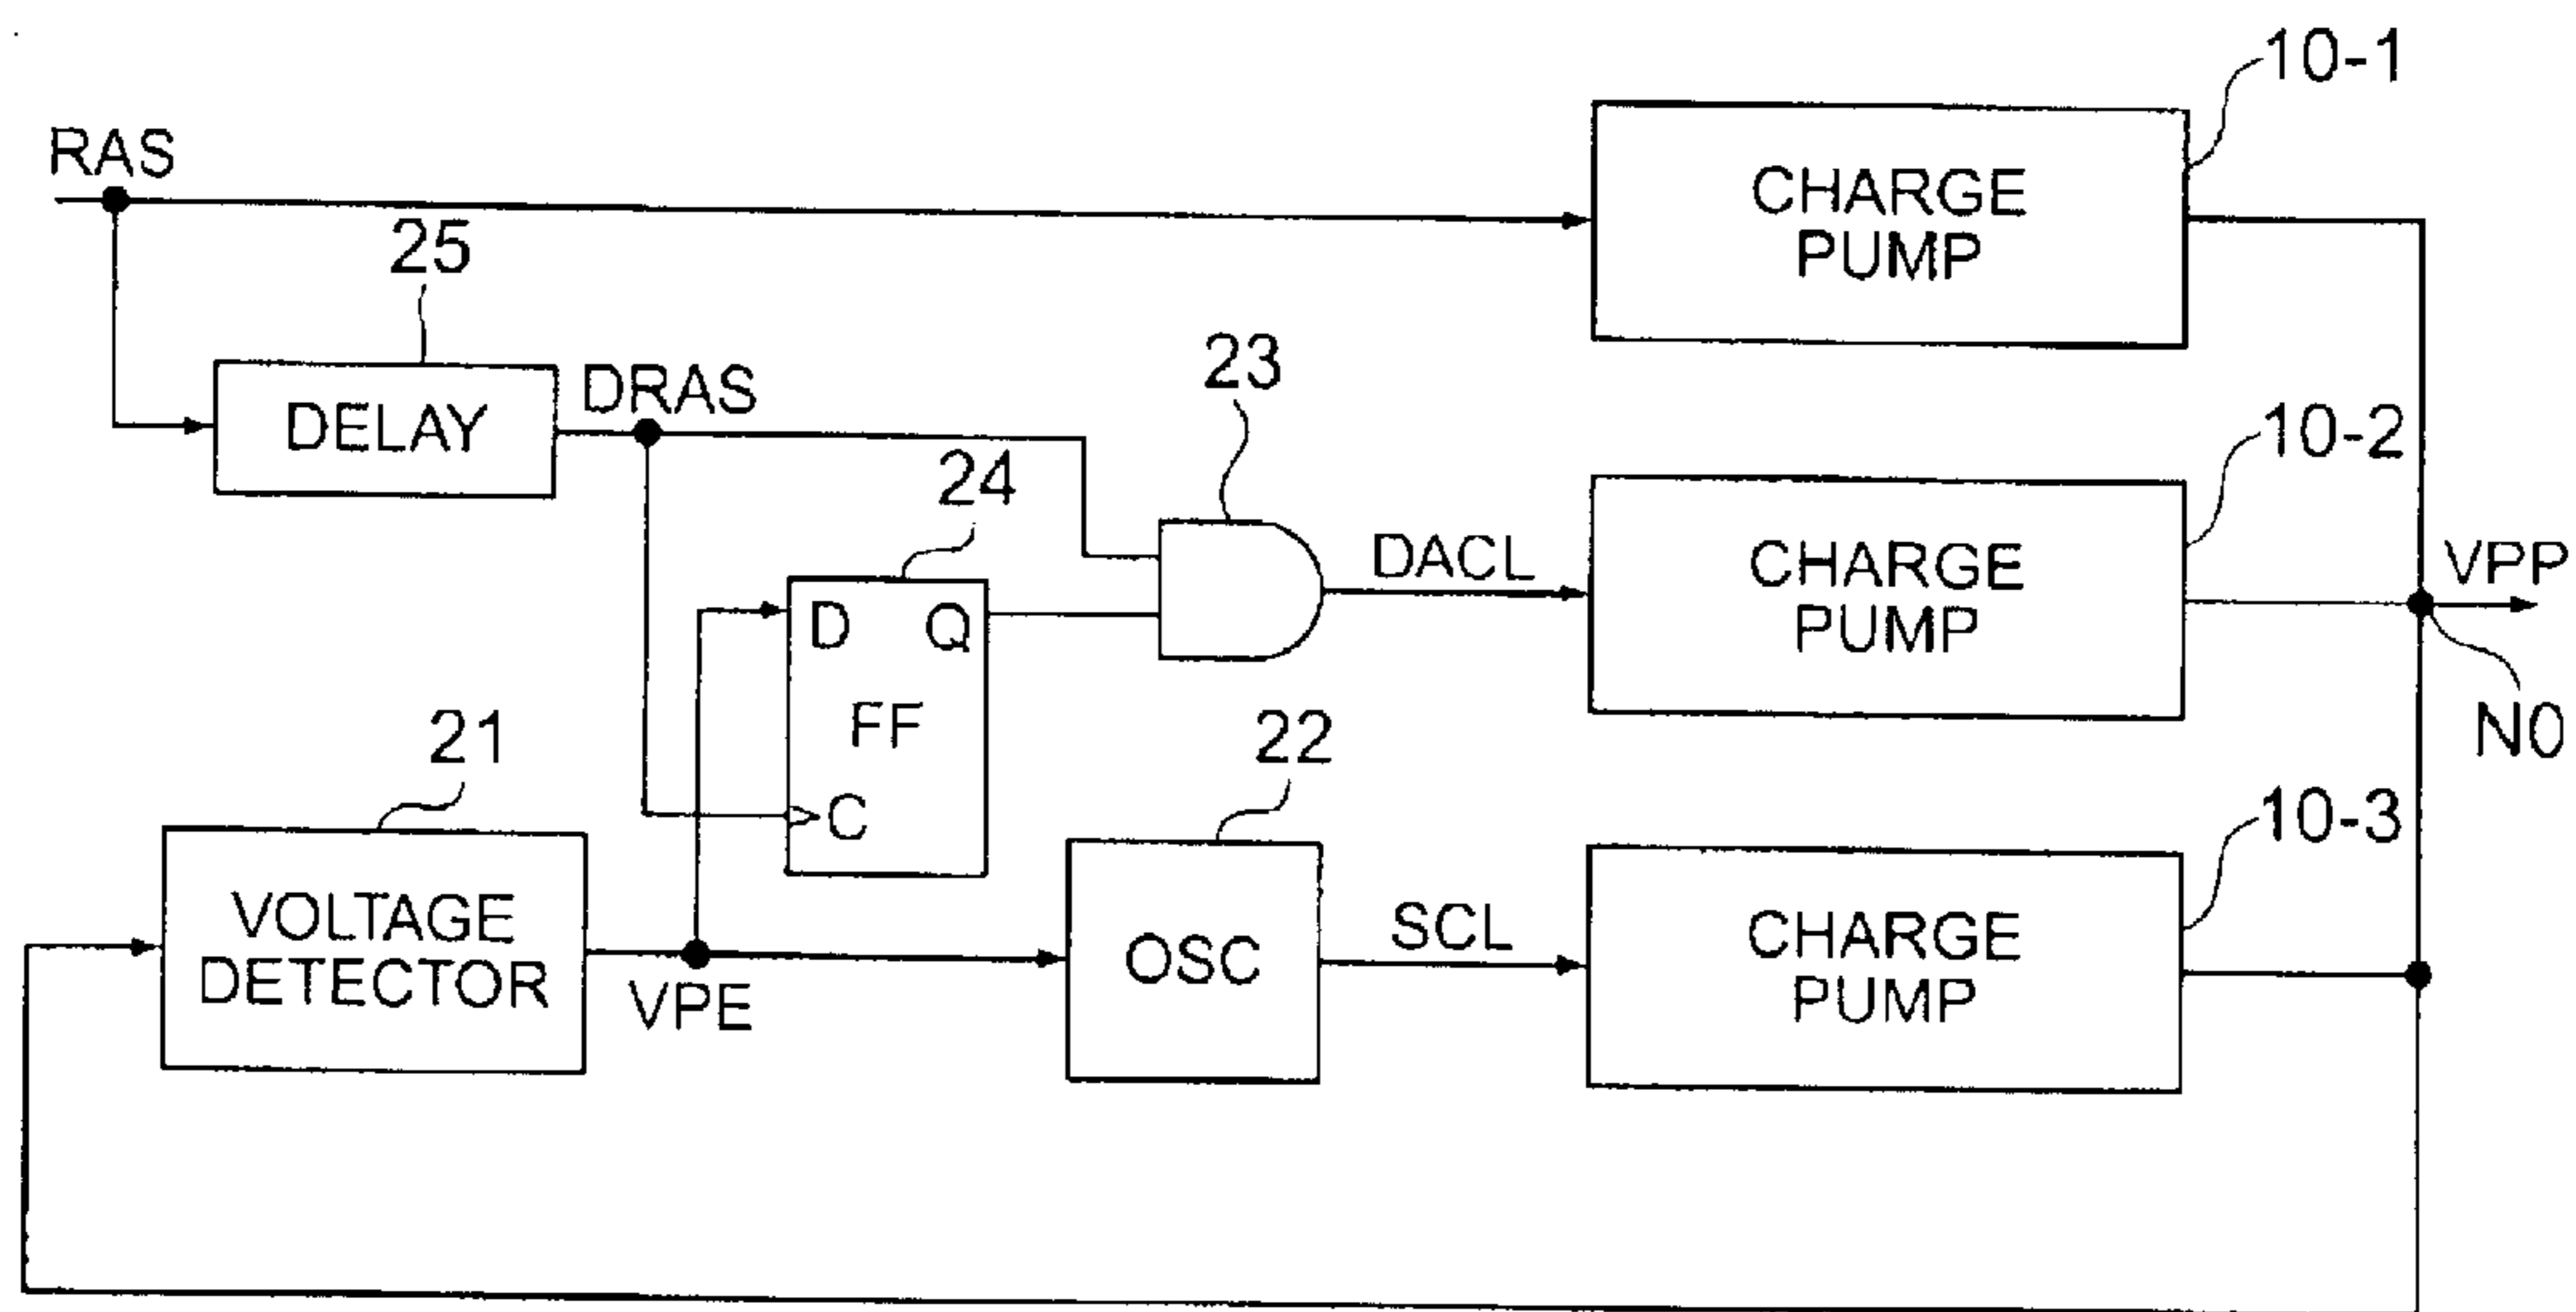 10-1
RAS
CHARGE
PUMP
25
DELAY
DRAS
23
10-2
24
DACL
CHARGE
PUMP
VPP
D Q
FF
C
N0
21
22
10-3
VOLTAGE
DETECTOR
VPE
OSC
SCL
CHARGE
PUMP